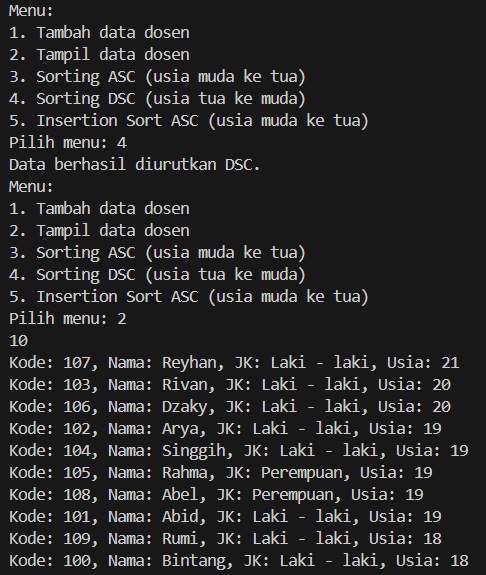 Menu:
1. Tambah data dosen
2. Tampil data dosen
3. Sorting ASC (usia muda ke tua)
4. Sorting DSC (usia tua ke muda)
5. Insertion Sort ASC (usia muda ke tua)
Pilih menu: 4
Data berhasil diurutkan DSC.
Menu:
1. Tambah data dosen
2. Tampil data dosen
3. Sorting ASC (usia muda ke tua)
4. Sorting DSC (usia tua ke muda)
5. Insertion Sort ASC (usia muda ke tua)
Pilih menu: 2
10
Kode: 107, Nama: Reyhan, JK: Laki - laki, Usia: 21
Kode: 103, Nama: Rivan, JK: Laki - laki, Usia: 20
Kode: 106, Nama: Dzaky, JK: Laki - laki, Usia: 20
Kode: 102, Nama: Arya, JK: Laki - laki, Usia: 19
Kode: 104, Nama: Singgih, JK: Laki - laki, Usia: 19
Kode: 105, Nama: Rahma, JK: Perempuan, Usia: 19
Kode: 108, Nama: Abel, JK: Perempuan, Usia: 19
Kode: 101, Nama: Abid, JK: Laki - laki, Usia: 19
Kode: 109, Nama: Rumi, JK: Laki - laki, Usia: 18
Kode: 100, Nama: Bintang, JK: Laki - laki, Usia: 18